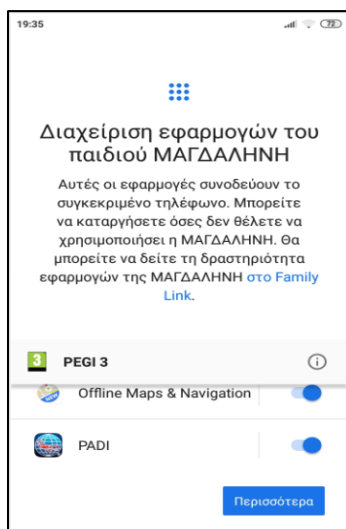 19:35
72
Διαχείριση εφαρμογών του
παιδιού ΜΑΓΔΑΛΗΝΗ
Αυτές οι εφαρμογές συνοδεύουν το
συγκεκριμένο τηλέφωνο. Μπορείτε
να καταργήσετε όσες δεν θέλετε να
χρησιμοποιήσει η ΜΑΓΔΑΛΗΝΗ. Θα
μπορείτε να δείτε τη δραστηριότητα
εφαρμογών της ΜΑΓΔΑΛΗΝΗ στο Family
Link.
3 PEGI 3
Offline Maps & Navigation
PADI
Περισσότερα